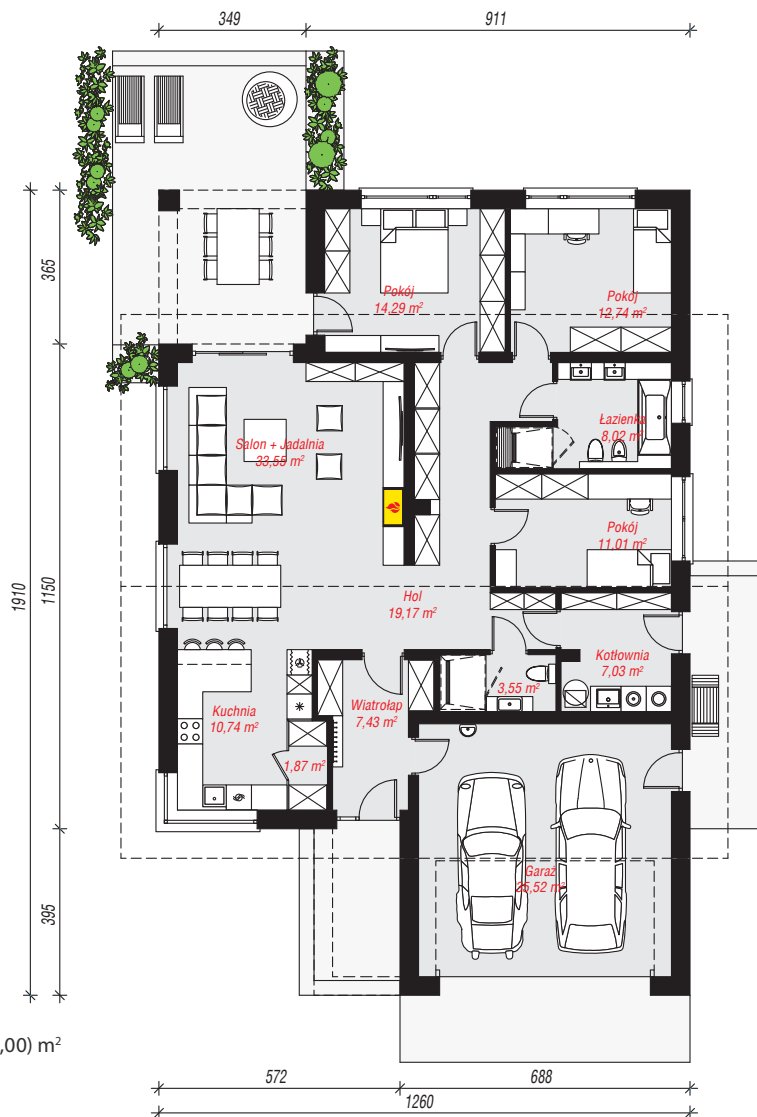 349
911
365
1150
1910
395
Pokój
14,29 m²
Pokój
12,74 m²
Salon + Jadalnia
33,55 m²
Łazienka
8,02 m²
Pokój
11,01 m²
Hol
19,17 m²
Kotłownia
7,03 m²
3,55 m²
Wiatrołap
7,43 m²
Kuchnia
10,74 m²
1,87 m²
Garaż
25,52 m²
,00) m²
572
688
1260